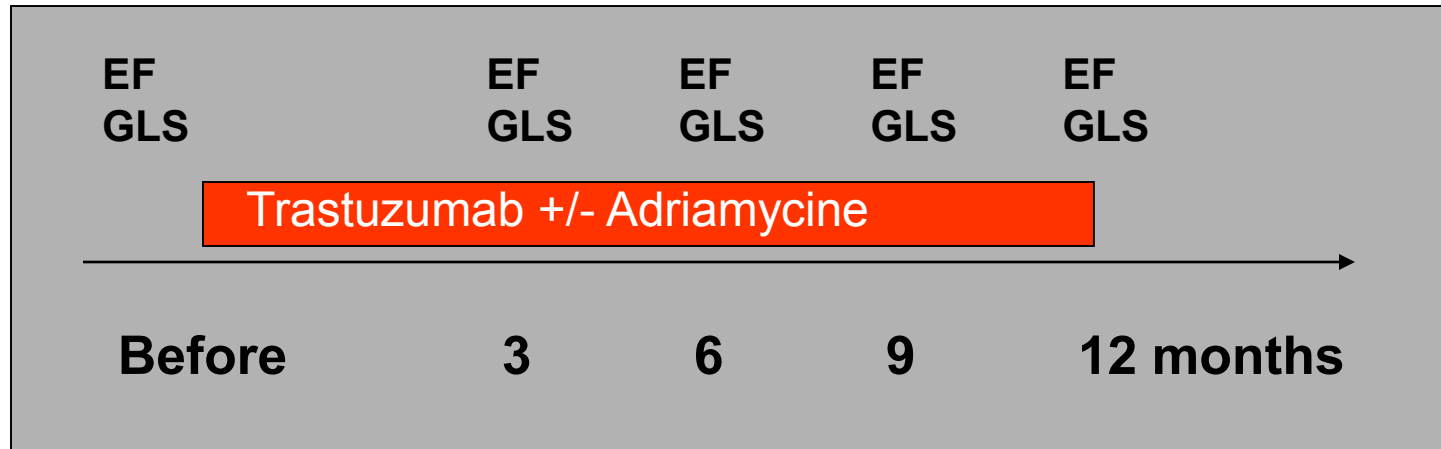 EF EF EF EF EF
GLS GLS GLS GLS GLS
Trastuzumab +/- Adriamycine
Before 3 6 9 12 months